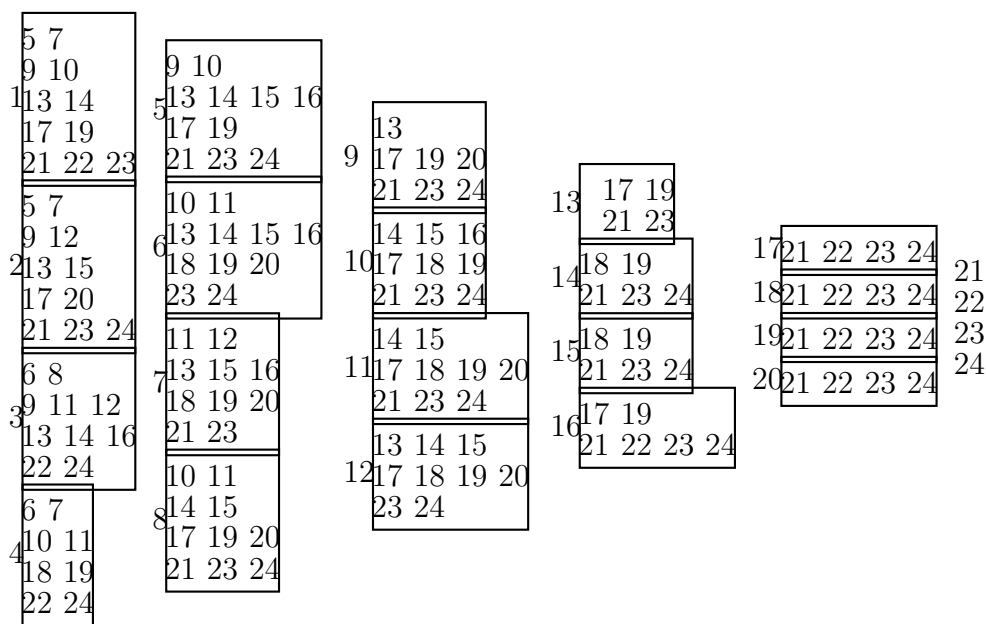 1
5 7
9 10
13 14
17 19
21 22 23
2
5 7
9 12
13 15
17 20
21 23 24
3
6 8
9 11 12
13 14 16
22 24
4
6 7
10 11
18 19
22 24
5
9 10
13 14 15 16
17 19
21 23 24
6
10 11
13 14 15 16
18 19 20
23 24
7
11 12
13 15 16
18 19 20
21 23
8
10 11
14 15
17 19 20
21 23 24
9
13
17 19 20
21 23 24
10
14 15 16
17 18 19
21 23 24
11
14 15
17 18 19 20
21 23 24
12
13 14 15
17 18 19 20
23 24
13
17 19
21 23
14
18 19
21 23 24
15
18 19
21 23 24
16
17 19
21 22 23 24
17
21 22 23 24
18
21 22 23 24
19
21 22 23 24
20
21 22 23 24
21
22
23
24